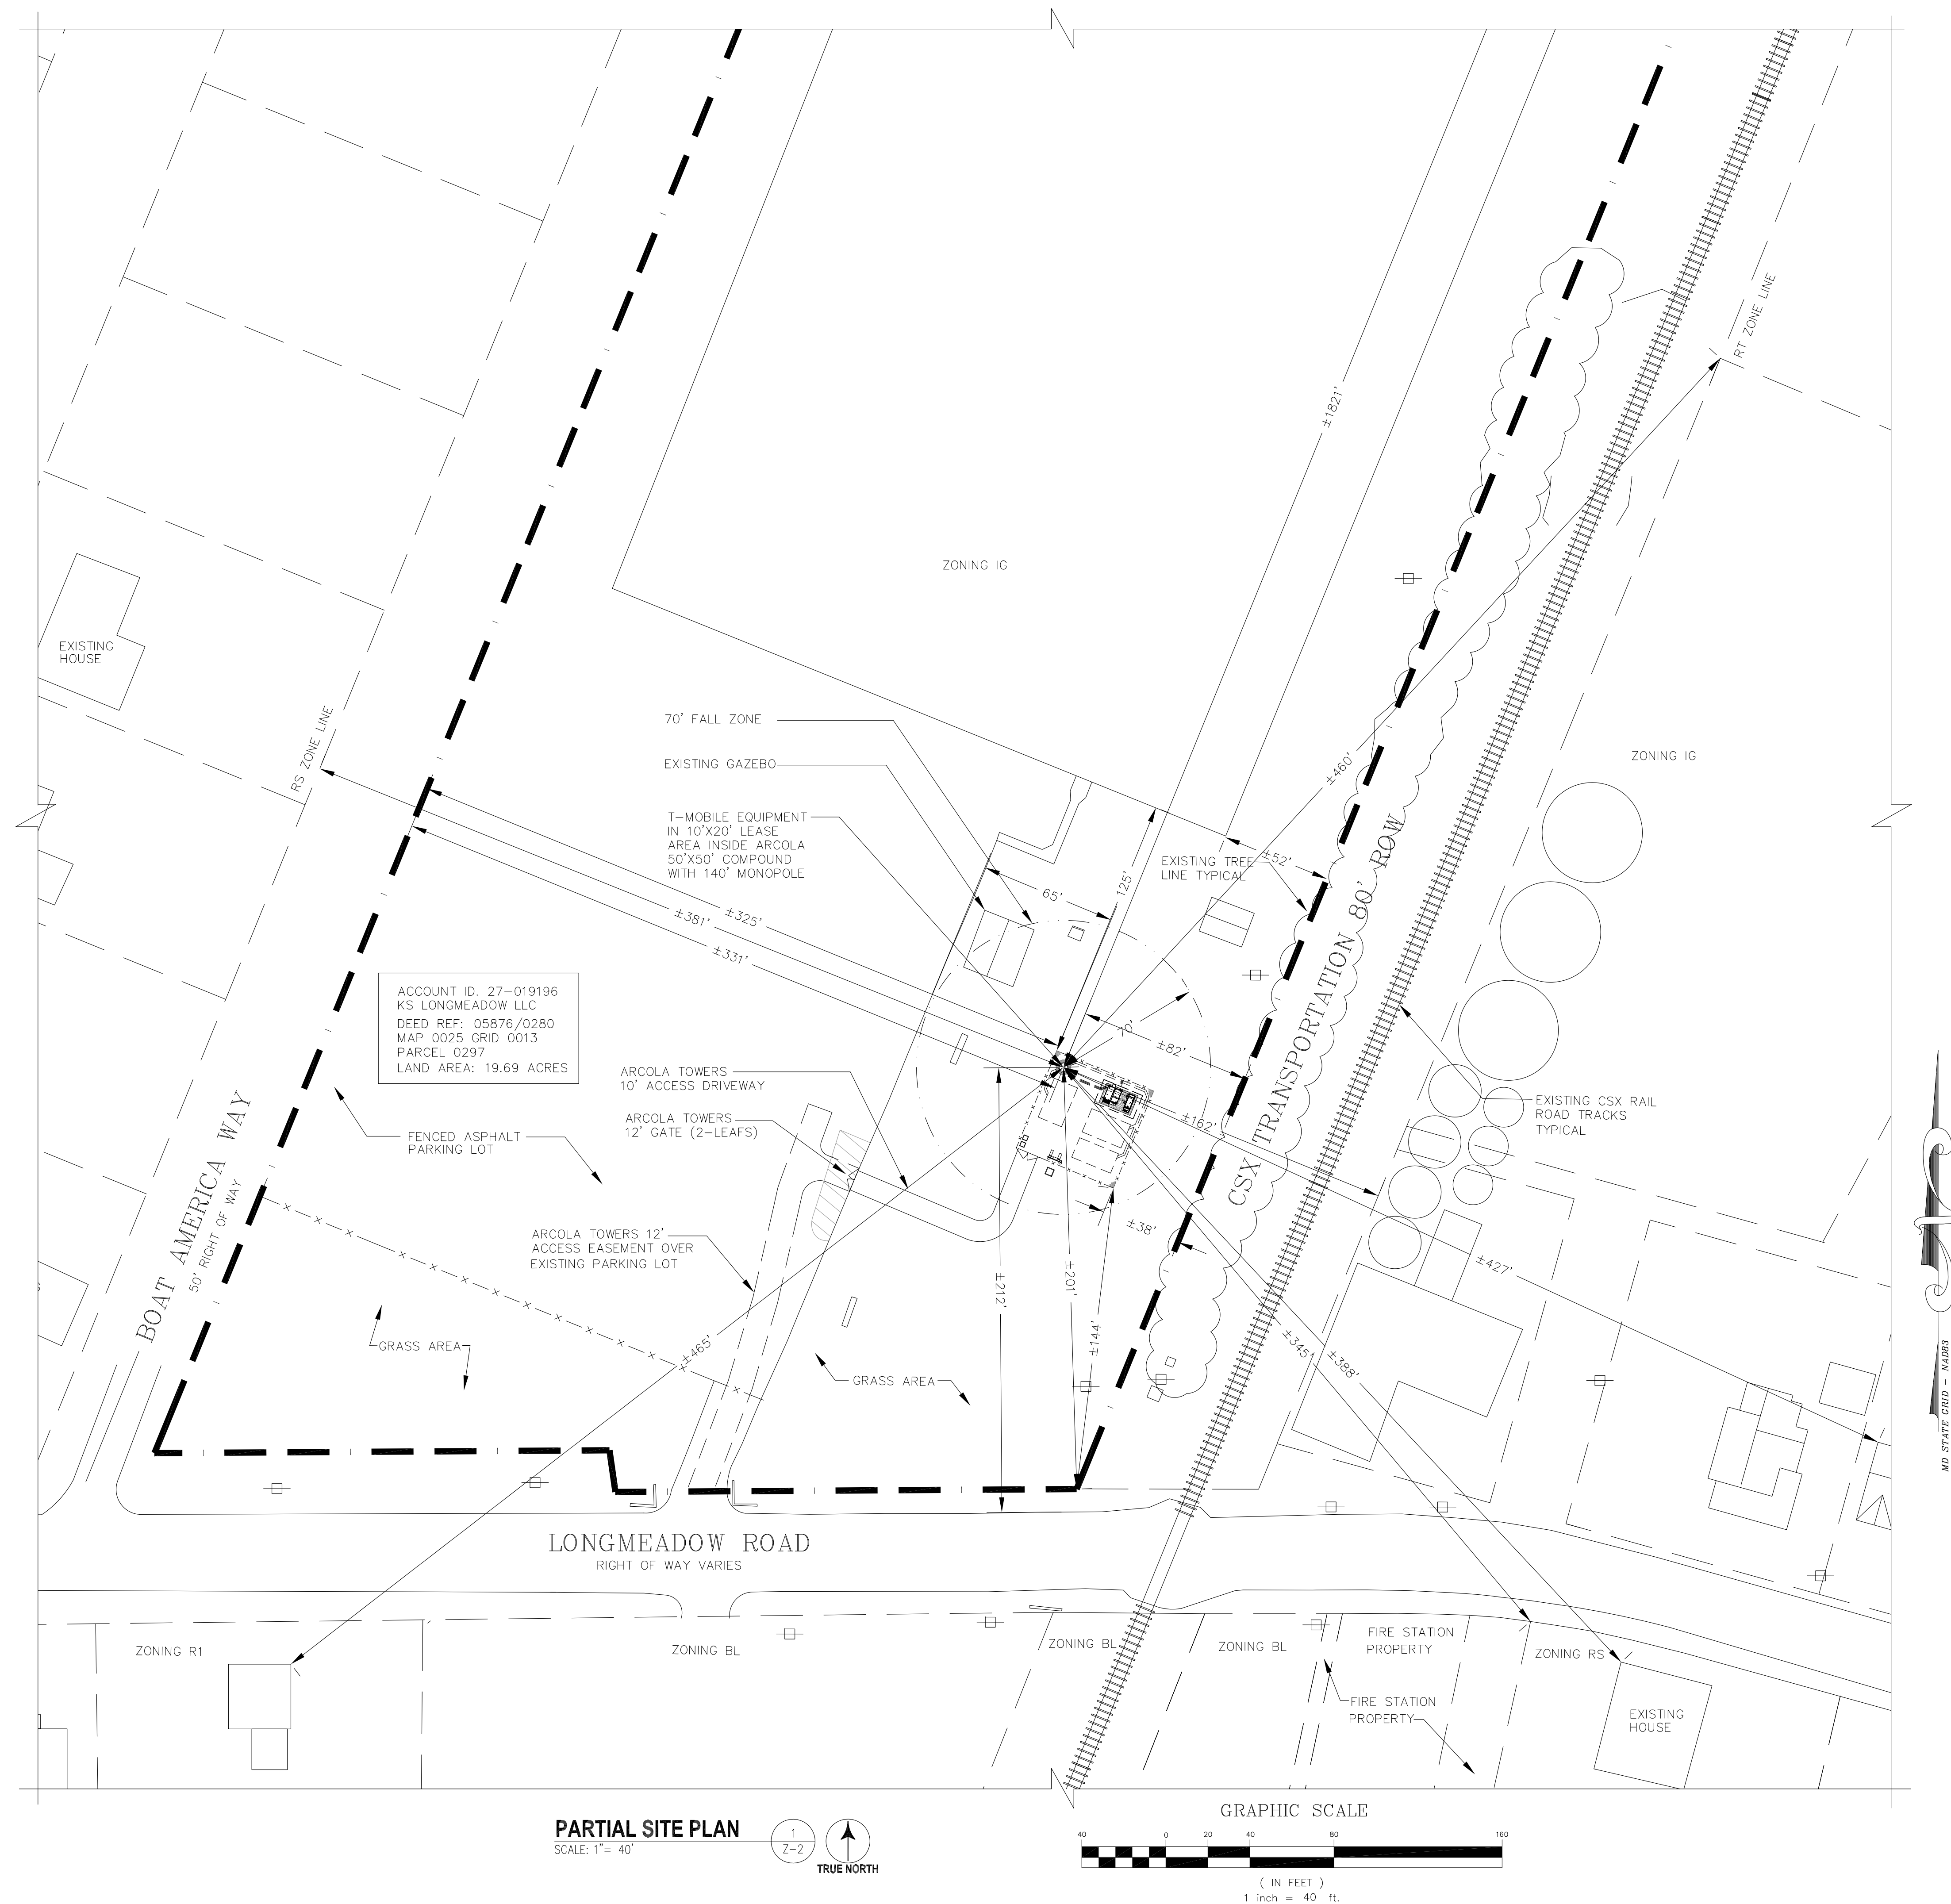 RT ZONE LINE
±1821'
ZONING IG
EXISTING
HOUSE
RS ZONE LINE
70' FALL ZONE
EXISTING GAZEBO
T-MOBILE EQUIPMENT
IN 10'X20' LEASE
AREA INSIDE ARCOLA
50'X50' COMPOUND
WITH 140' MONOPOLE
±460'
ZONING IG
±52'
EXISTING TREE
LINE TYPICAL
125'
65'
±325'
±381'
±331'
CSX TRANSPORTATION 80' ROW
ACCOUNT ID. 27-019196
KS LONGMEADOW LLC
DEED REF: 05876/0280
MAP 0025 GRID 0013
PARCEL 0297
LAND AREA: 19.69 ACRES
70'
±82'
ARCOLA TOWERS
10' ACCESS DRIVEWAY
ARCOLA TOWERS
12' GATE (2-LEAFS)
±162'
EXISTING CSX RAIL
ROAD TRACKS
TYPICAL
FENCED ASPHALT
PARKING LOT
BOAT AMERICA WAY
50' RIGHT OF WAY
ARCOLA TOWERS 12'
ACCESS EASEMENT OVER
EXISTING PARKING LOT
±38'
±427'
±212'
±201'
±144'
±345'
±388'
±465'
GRASS AREA
GRASS AREA
MD STATE GRID - NAD83
LONGMEADOW ROAD
RIGHT OF WAY VARIES
ZONING R1
ZONING BL
ZONING BL
ZONING BL
FIRE STATION
PROPERTY
ZONING RS
FIRE STATION
PROPERTY
EXISTING
HOUSE
PARTIAL SITE PLAN
SCALE: 1"= 40'
1
Z-2
TRUE NORTH
GRAPHIC SCALE
40 0 20 40 80 160
( IN FEET )
1 inch = 40 ft.